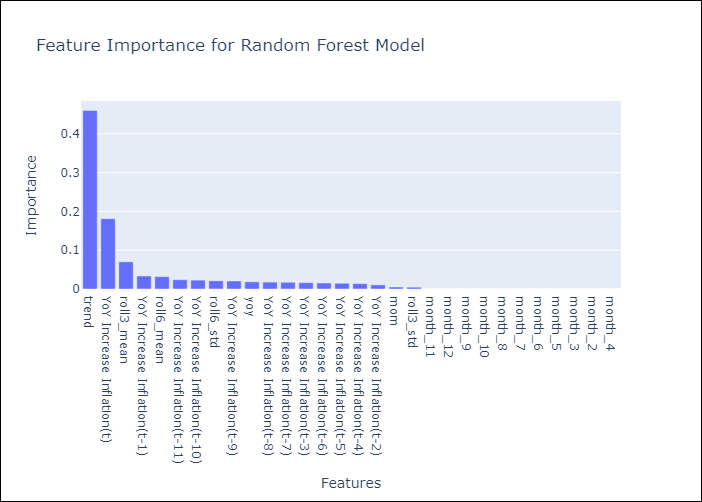 Feature Importance for Random Forest Model
Importance
0.4
0.3
0.2
0.1
0
trend
YoY Increase Inflation(t)
roll3_mean
YoY Increase Inflation(t-1)
roll6_mean
YoY Increase Inflation(t-11)
YoY Increase Inflation(t-10)
roll6_std
YoY Increase Inflation(t-9)
yoy
YoY Increase Inflation(t-8)
YoY Increase Inflation(t-7)
YoY Increase Inflation(t-3)
YoY Increase Inflation(t-6)
YoY Increase Inflation(t-5)
YoY Increase Inflation(t-4)
YoY Increase Inflation(t-2)
mom
roll3_std
month_11
month_12
month_9
month_10
month_8
month_7
month_6
month_5
month_3
month_2
month_4
Features